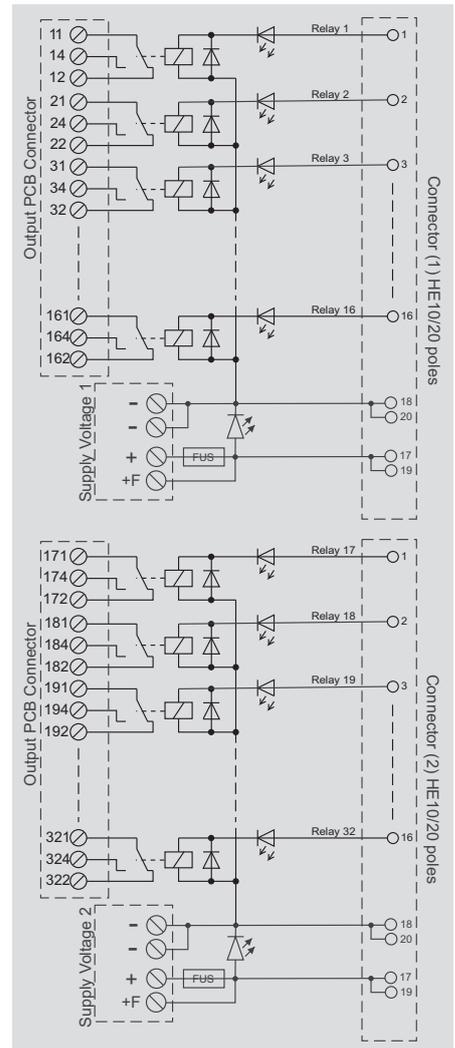 11
14
12
21
24
22
31
34
32
161
164
162
Output PCB Connector
Relay 1
Relay 2
Relay 3
Relay 16
1
2
3
16
18
20
17
19
Connector (1) HE10/20 poles
Supply Voltage 1
-
-
+
+F
FUS
171
174
172
181
184
182
191
194
192
321
324
322
Output PCB Connector
Relay 17
Relay 18
Relay 19
Relay 32
1
2
3
16
18
20
17
19
Connector (2) HE10/20 poles
Supply Voltage 2
-
-
+
+F
FUS